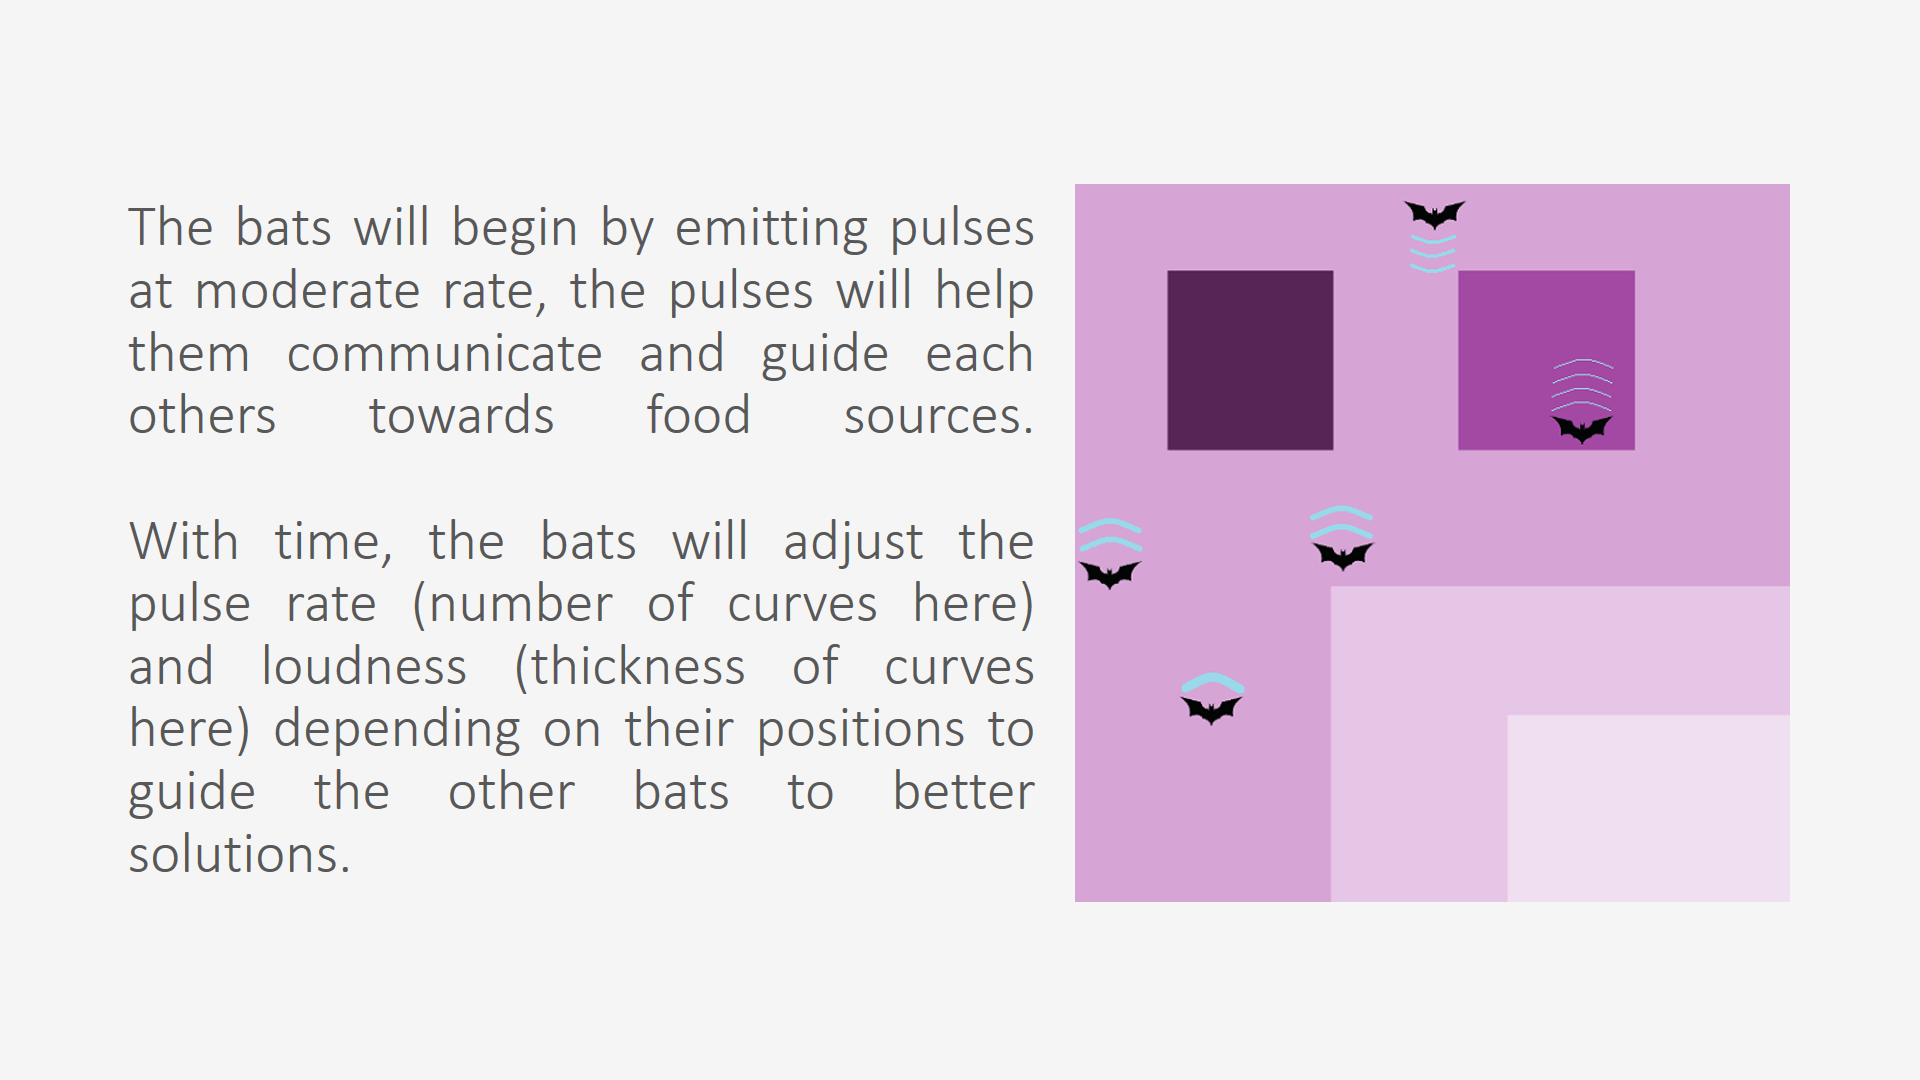 The bats will begin by emitting pulses
at moderate rate, the pulses will help
them communicate and guide each
others towards food sources.
With time, the bats will adjust the
pulse rate (number of curves here)
and loudness (thickness of curves
here) depending on their positions to
guide the other bats to better
solutions.